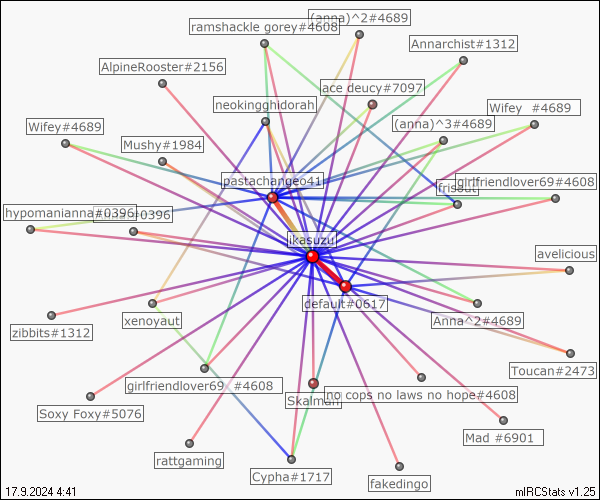 (anna)^2#4689
ramshackle gorey#4608
Annarchist#1312
AlpineRooster#2156
ace deucy#7097
neokingghidorah
Wifey #4689
(anna)^3#4689
Wifey#4689
Mushy#1984
pastachangeo41
girlfriendlover69#4608
hypomanianna#0396
#0396
ikasuzu
avelicious
default#0617
xenoyaut
Anna^2#4689
zibbits#1312
Toucan#2473
girlfriendlover69 #4608
no cops no laws no hope#4608
Skalman
Soxy Foxy#5076
Mad #6901
rattgaming
Cypha#1717
fakedingo
17.9.2024 4:41
mIRCStats v1.25